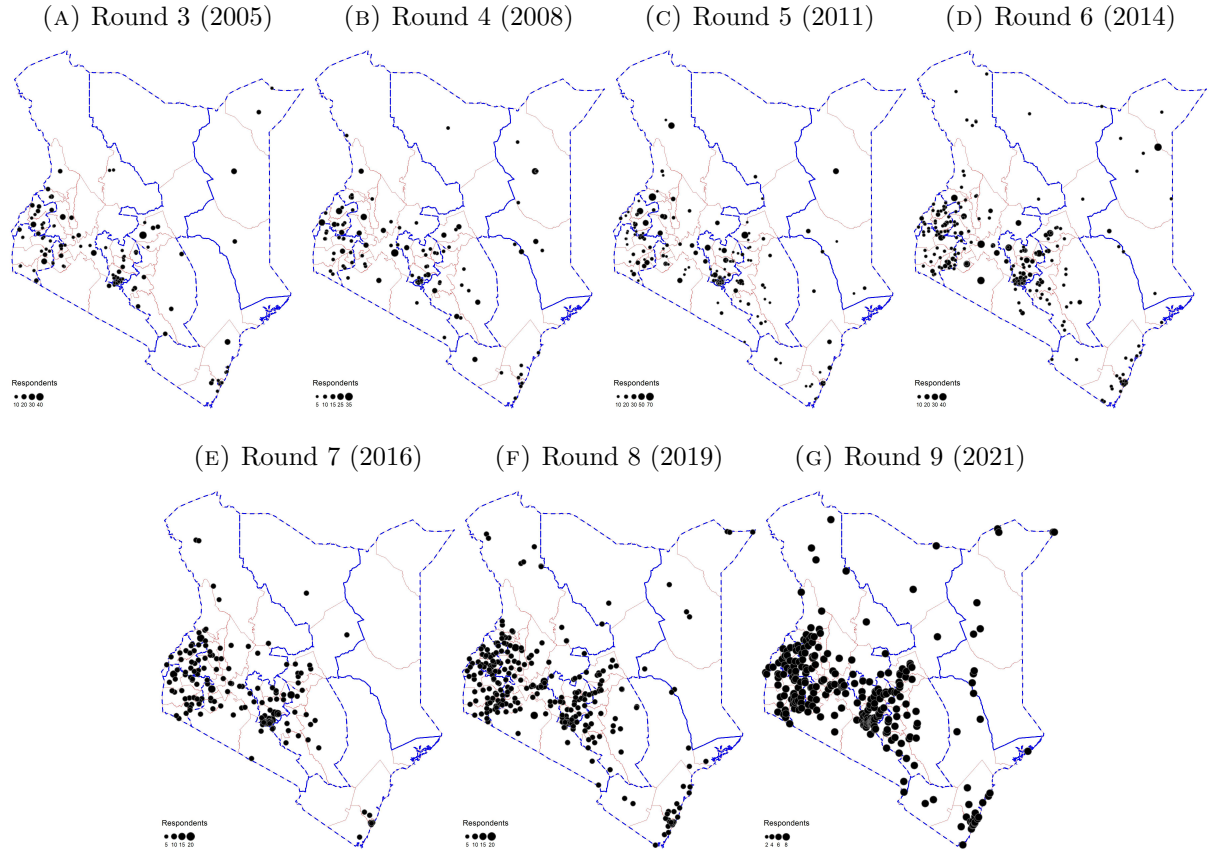 (A) Round 3 (2005)
(B) Round 4 (2008)
(C) Round 5 (2011)
(D) Round 6 (2014)
Respondents
10 20 30 40
Respondents
5 10 15 25 35
Respondents
10 20 30 50 70
Respondents
10 20 30 40
(E) Round 7 (2016)
(F) Round 8 (2019)
(G) Round 9 (2021)
Respondents
5 10 15 20
Respondents
5 10 15 20
Respondents
2 4 6 8